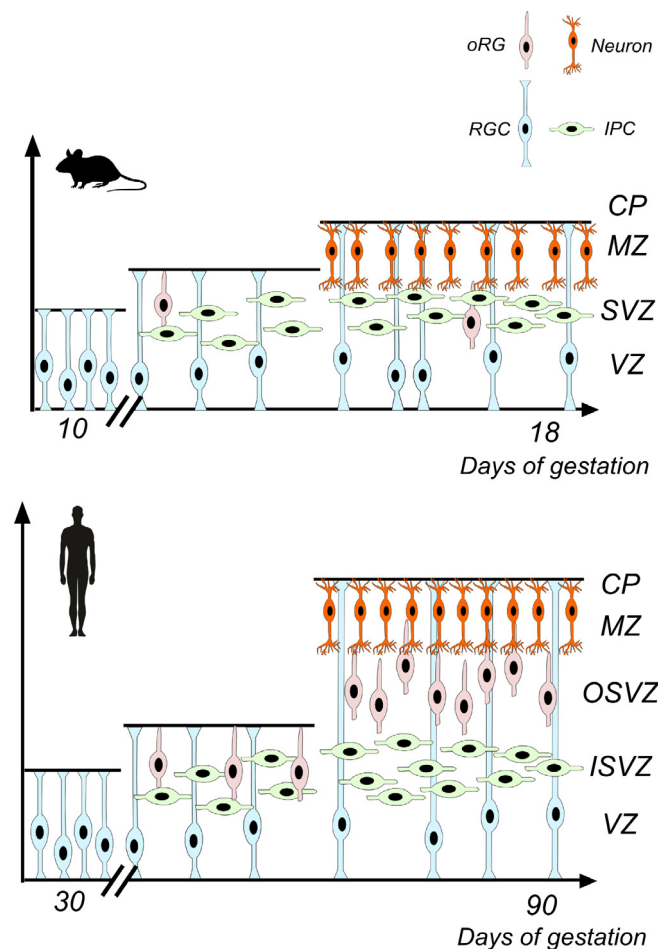 oRG
Neuron
RGC
IPC
CP
MZ
SVZ
VZ
10
18
Days of gestation
CP
MZ
OSVZ
ISVZ
VZ
30
90
Days of gestation